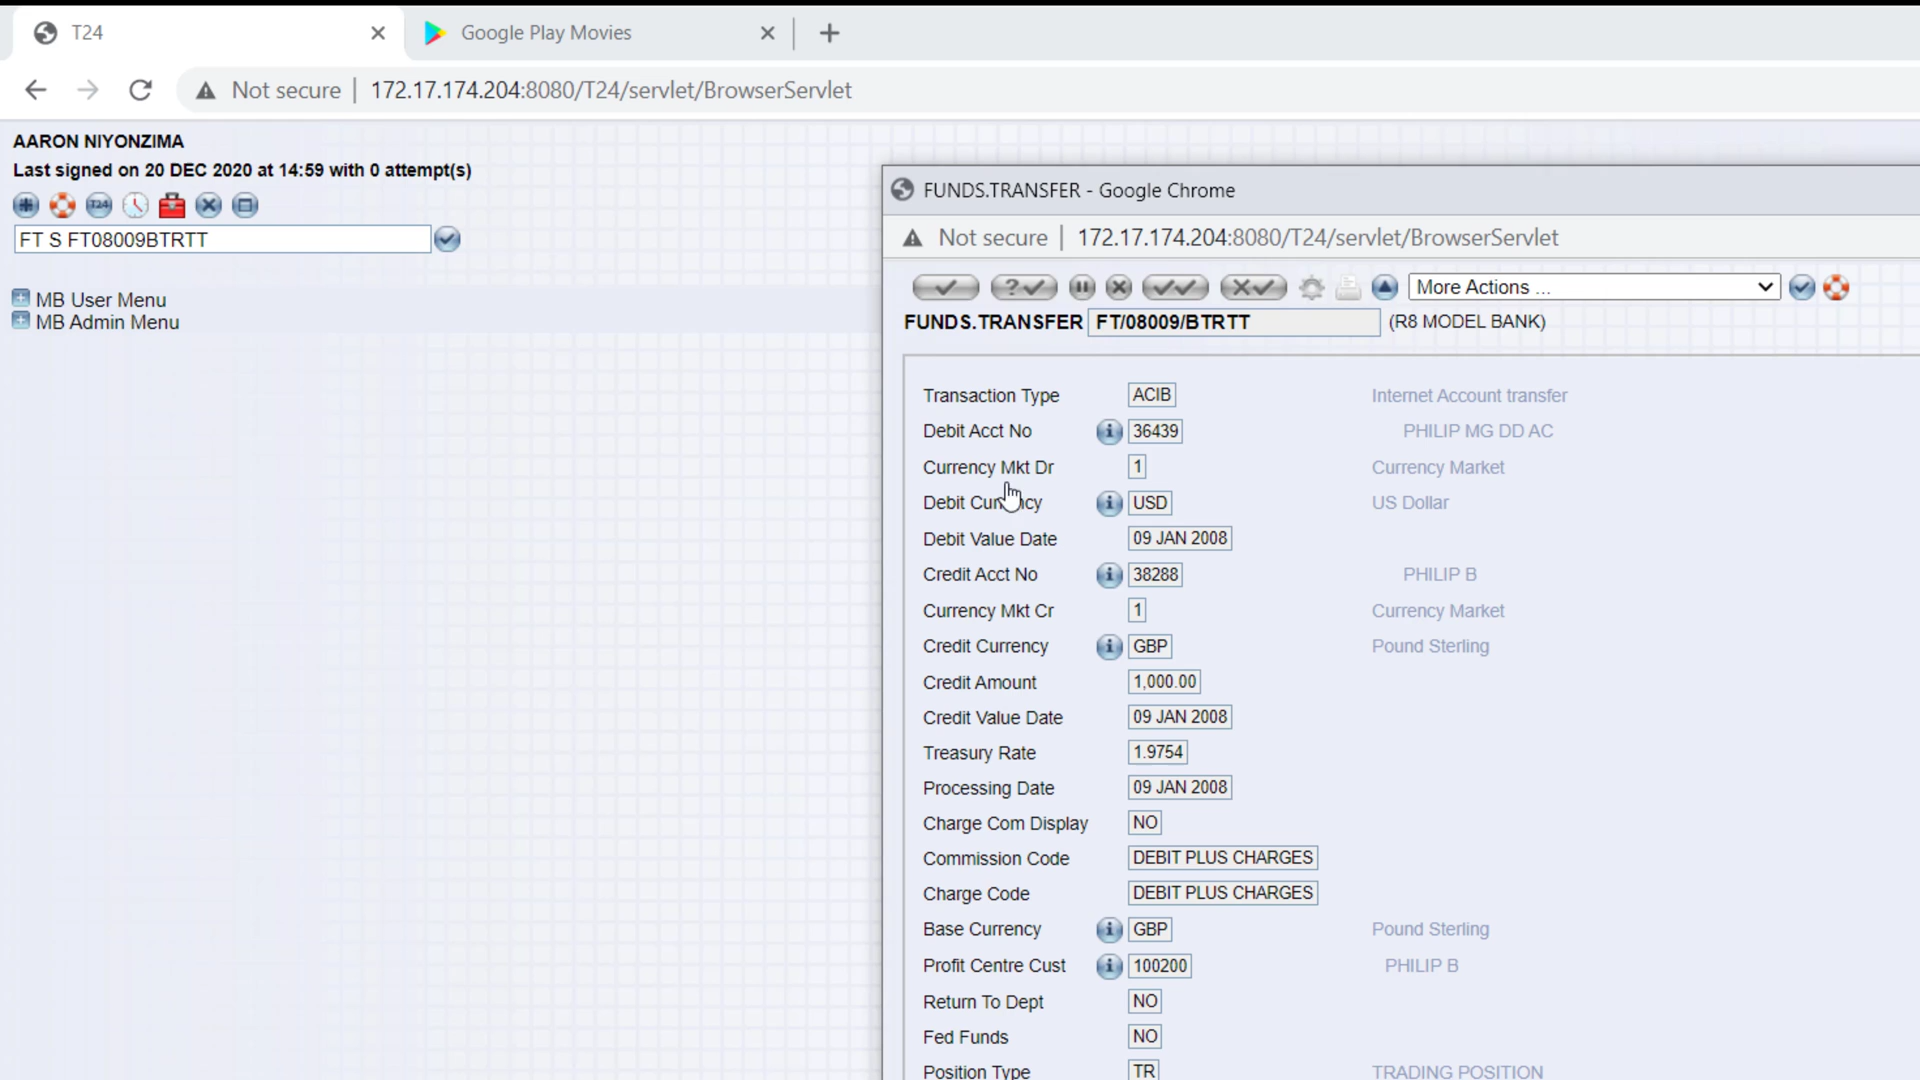 T24
Google Play Movies
Not secure
172.17.174.204:8080/T24/servlet/BrowserServlet
AARON NIYONZIMA
Last signed on 20 DEC 2020 at 14:59 with 0 attempt(s)
T24
FT S FT08009BTRTT
MB User Menu
MB Admin Menu
FUNDS.TRANSFER - Google Chrome
Not secure
172.17.174.204:8080/T24/servlet/BrowserServlet
More Actions ...
FUNDS.TRANSFER FT/08009/BTRTT (R8 MODEL BANK)
Transaction Type ACIB Internet Account transfer
Debit Acct No 36439 PHILIP MG DD AC
Currency Mkt Dr 1 Currency Market
Debit Currency USD US Dollar
Debit Value Date 09 JAN 2008
Credit Acct No 38288 PHILIP B
Currency Mkt Cr 1 Currency Market
Credit Currency GBP Pound Sterling
Credit Amount 1,000.00
Credit Value Date 09 JAN 2008
Treasury Rate 1.9754
Processing Date 09 JAN 2008
Charge Com Display NO
Commission Code DEBIT PLUS CHARGES
Charge Code DEBIT PLUS CHARGES
Base Currency GBP Pound Sterling
Profit Centre Cust 100200 PHILIP B
Return To Dept NO
Fed Funds NO
Position Type TR TRADING POSITION